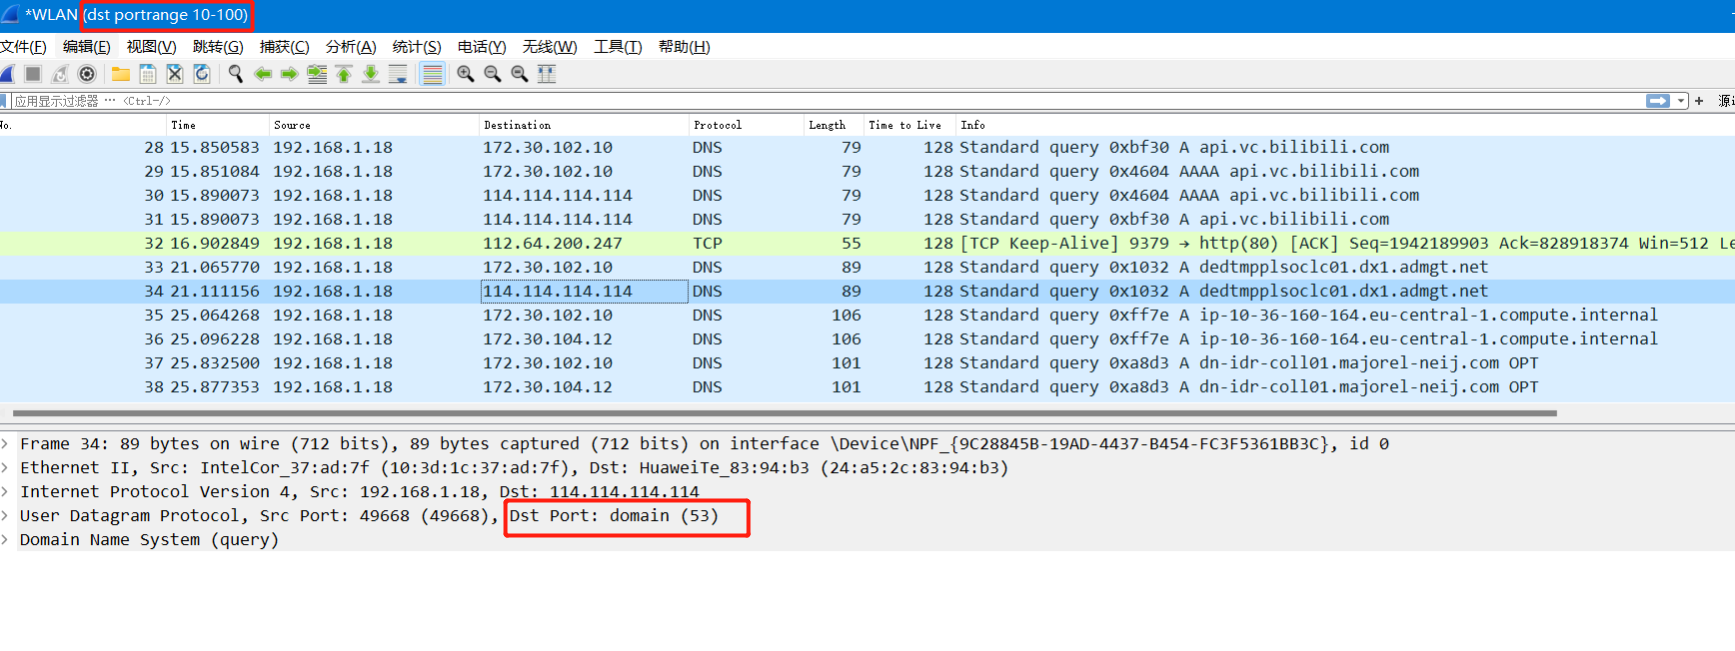 *WLAN (dst portrange 10-100)
文件(F) 编辑(E) 视图(V) 跳转(G) 捕获(C) 分析(A) 统计(S) 电话(Y) 无线(W) 工具(T) 帮助(H)
应用显示过滤器 … <Ctrl-/> +
No. Time Source Destination Protocol Length Time to Live Info
28 15.850583 192.168.1.18 172.30.102.10 DNS 79 128 Standard query 0xbf30 A api.vc.bilibili.com
29 15.851084 192.168.1.18 172.30.102.10 DNS 79 128 Standard query 0x4604 AAAA api.vc.bilibili.com
30 15.890073 192.168.1.18 114.114.114.114 DNS 79 128 Standard query 0x4604 AAAA api.vc.bilibili.com
31 15.890073 192.168.1.18 114.114.114.114 DNS 79 128 Standard query 0xbf30 A api.vc.bilibili.com
32 16.902849 192.168.1.18 112.64.200.247 TCP 55 128 [TCP Keep-Alive] 9379 → http(80) [ACK] Seq=1942189903 Ack=828918374 Win=512 Le
33 21.065770 192.168.1.18 172.30.102.10 DNS 89 128 Standard query 0x1032 A dedtmpplsoclc01.dx1.admgt.net
34 21.111156 192.168.1.18 114.114.114.114 DNS 89 128 Standard query 0x1032 A dedtmpplsoclc01.dx1.admgt.net
35 25.064268 192.168.1.18 172.30.102.10 DNS 106 128 Standard query 0xff7e A ip-10-36-160-164.eu-central-1.compute.internal
36 25.096228 192.168.1.18 172.30.104.12 DNS 106 128 Standard query 0xff7e A ip-10-36-160-164.eu-central-1.compute.internal
37 25.832500 192.168.1.18 172.30.102.10 DNS 101 128 Standard query 0xa8d3 A dn-idr-coll01.majorel-neij.com OPT
38 25.877353 192.168.1.18 172.30.104.12 DNS 101 128 Standard query 0xa8d3 A dn-idr-coll01.majorel-neij.com OPT
Frame 34: 89 bytes on wire (712 bits), 89 bytes captured (712 bits) on interface \Device\NPF_{9C28845B-19AD-4437-B454-FC3F5361BB3C}, id 0
Ethernet II, Src: IntelCor_37:ad:7f (10:3d:1c:37:ad:7f), Dst: HuaweiTe_83:94:b3 (24:a5:2c:83:94:b3)
Internet Protocol Version 4, Src: 192.168.1.18, Dst: 114.114.114.114
User Datagram Protocol, Src Port: 49668 (49668), Dst Port: domain (53)
Domain Name System (query)